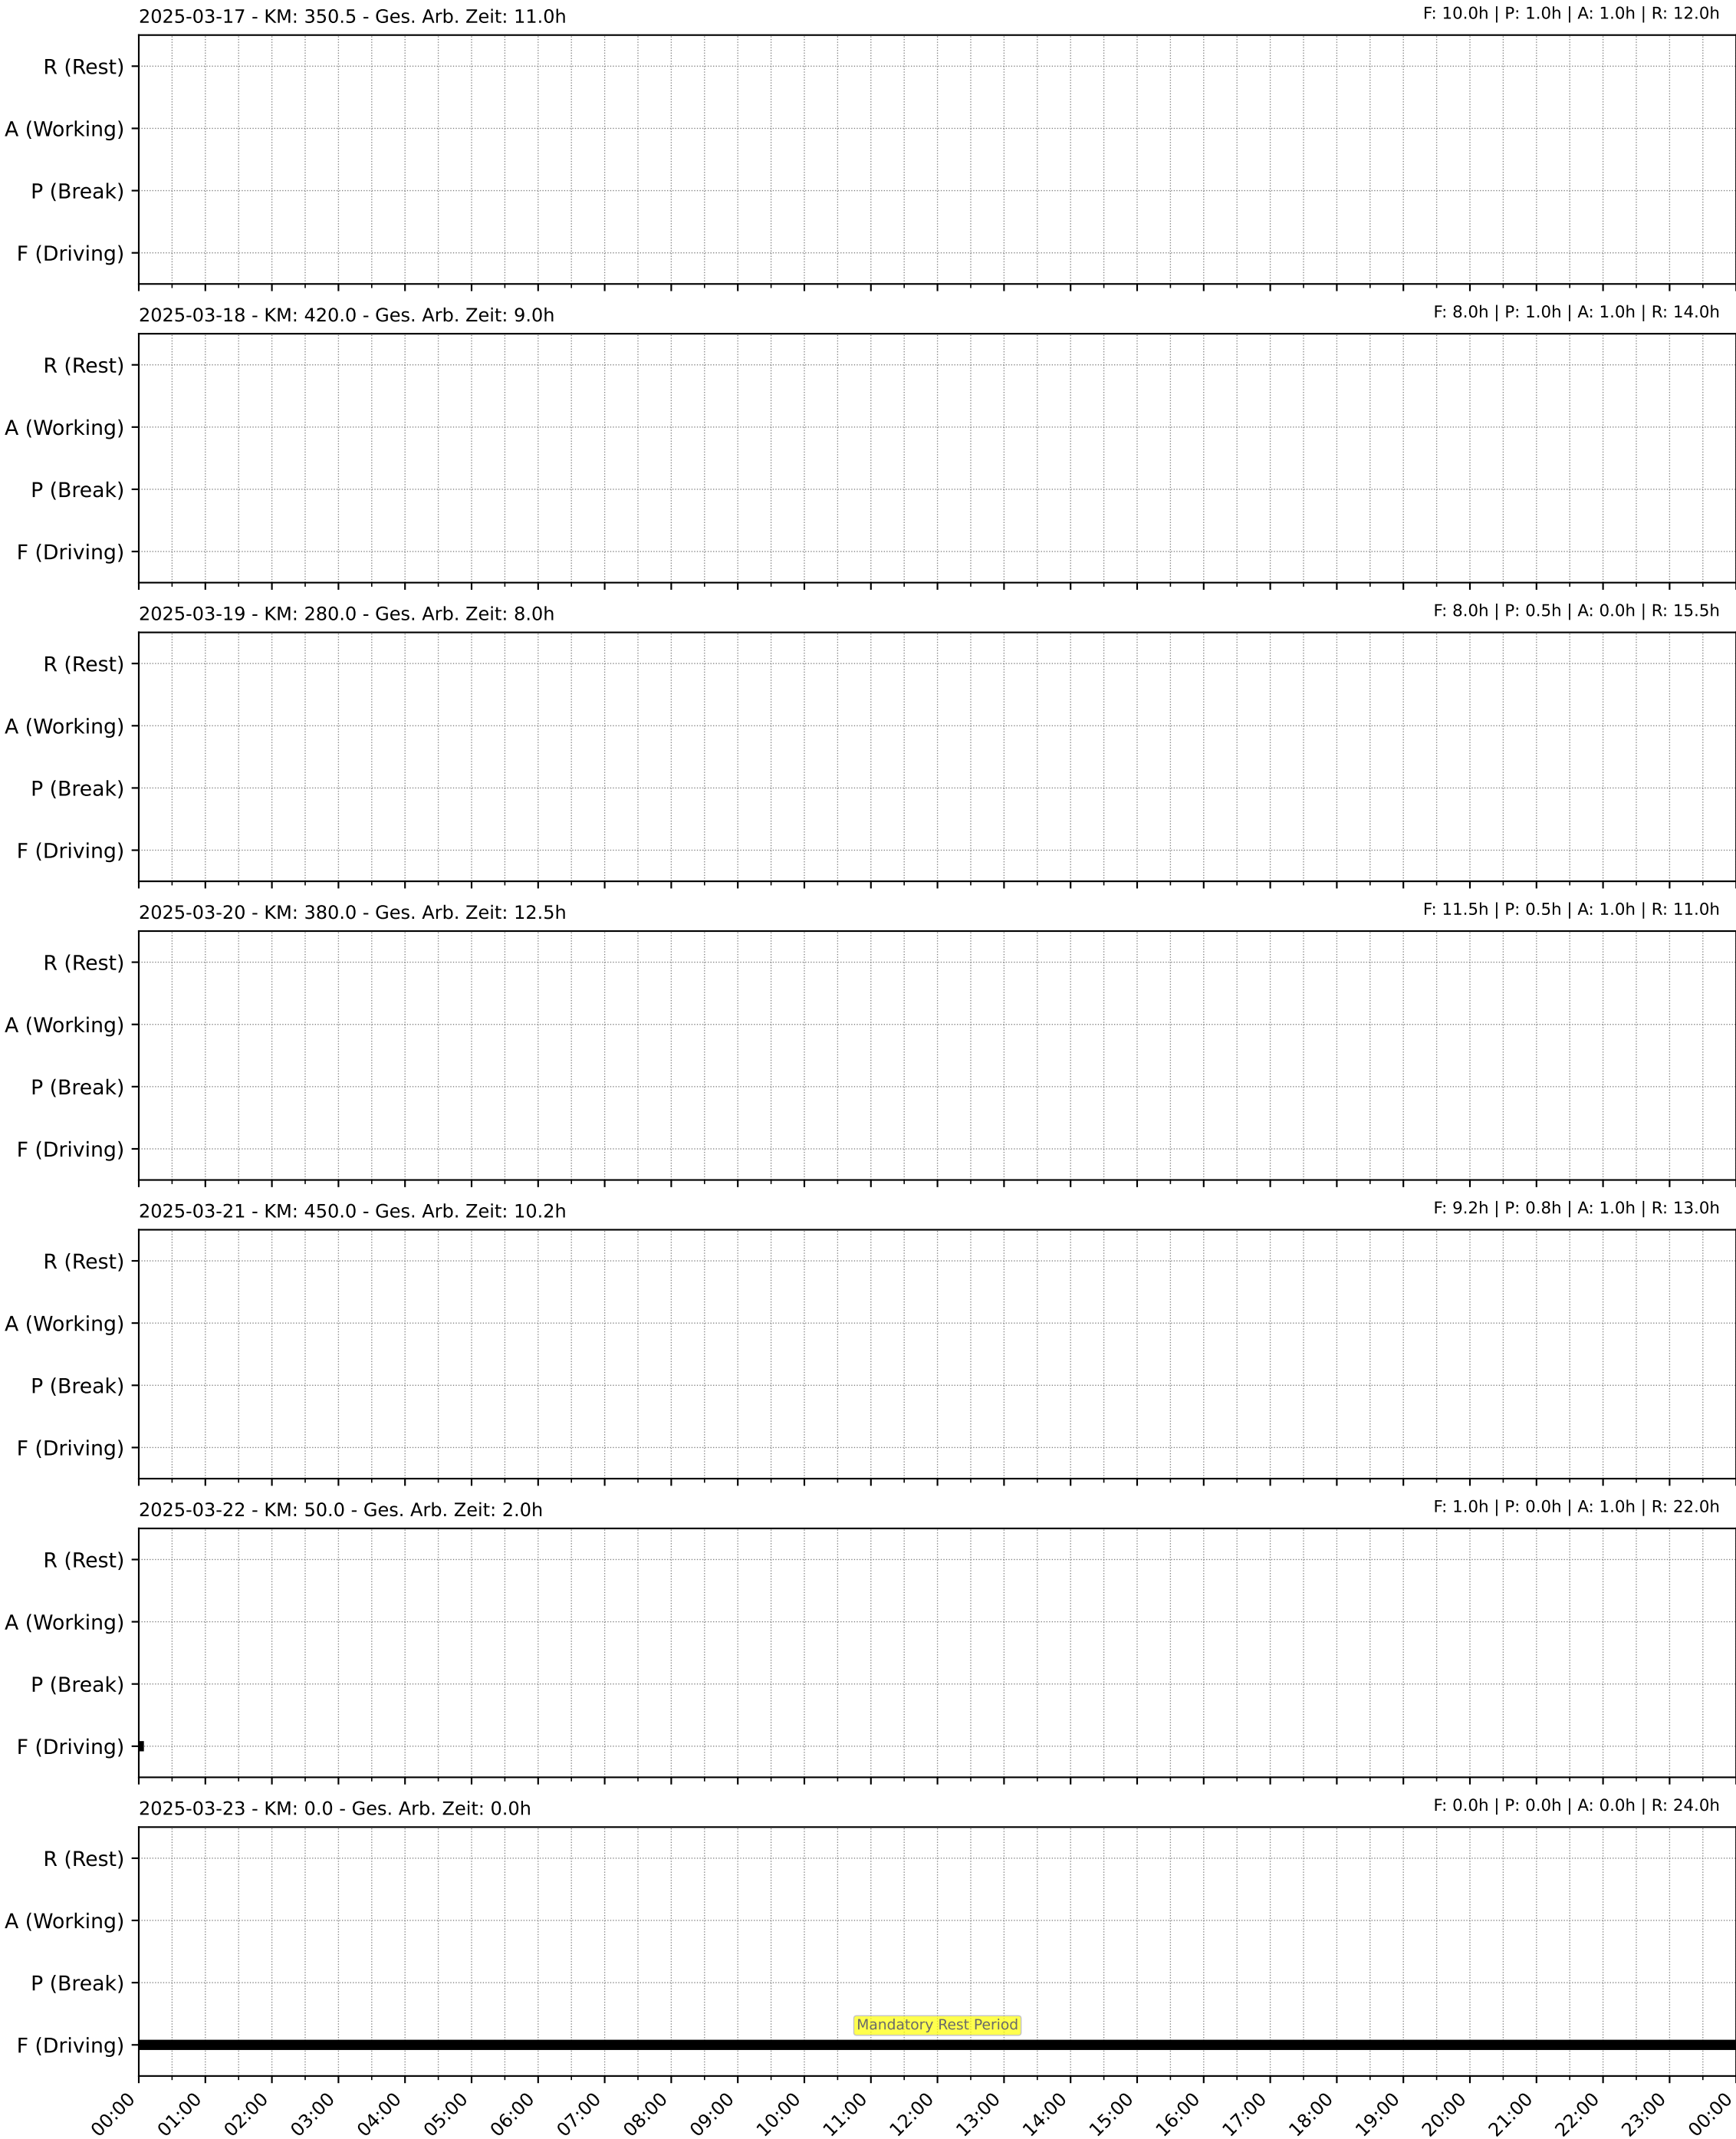 2025-03-17 - KM: 350.5 - Ges. Arb. Zeit: 11.0h
F: 10.0h | P: 1.0h | A: 1.0h | R: 12.0h
R (Rest)
A (Working)
P (Break)
F (Driving)
2025-03-18 - KM: 420.0 - Ges. Arb. Zeit: 9.0h
F: 8.0h | P: 1.0h | A: 1.0h | R: 14.0h
R (Rest)
A (Working)
P (Break)
F (Driving)
2025-03-19 - KM: 280.0 - Ges. Arb. Zeit: 8.0h
F: 8.0h | P: 0.5h | A: 0.0h | R: 15.5h
R (Rest)
A (Working)
P (Break)
F (Driving)
2025-03-20 - KM: 380.0 - Ges. Arb. Zeit: 12.5h
F: 11.5h | P: 0.5h | A: 1.0h | R: 11.0h
R (Rest)
A (Working)
P (Break)
F (Driving)
2025-03-21 - KM: 450.0 - Ges. Arb. Zeit: 10.2h
F: 9.2h | P: 0.8h | A: 1.0h | R: 13.0h
R (Rest)
A (Working)
P (Break)
F (Driving)
2025-03-22 - KM: 50.0 - Ges. Arb. Zeit: 2.0h
F: 1.0h | P: 0.0h | A: 1.0h | R: 22.0h
R (Rest)
A (Working)
P (Break)
F (Driving)
2025-03-23 - KM: 0.0 - Ges. Arb. Zeit: 0.0h
F: 0.0h | P: 0.0h | A: 0.0h | R: 24.0h
R (Rest)
A (Working)
P (Break)
Mandatory Rest Period
F (Driving)
00:00 01:00 02:00 03:00 04:00 05:00 06:00 07:00 08:00 09:00 10:00 11:00 12:00 13:00 14:00 15:00 16:00 17:00 18:00 19:00 20:00 21:00 22:00 23:00 00:00